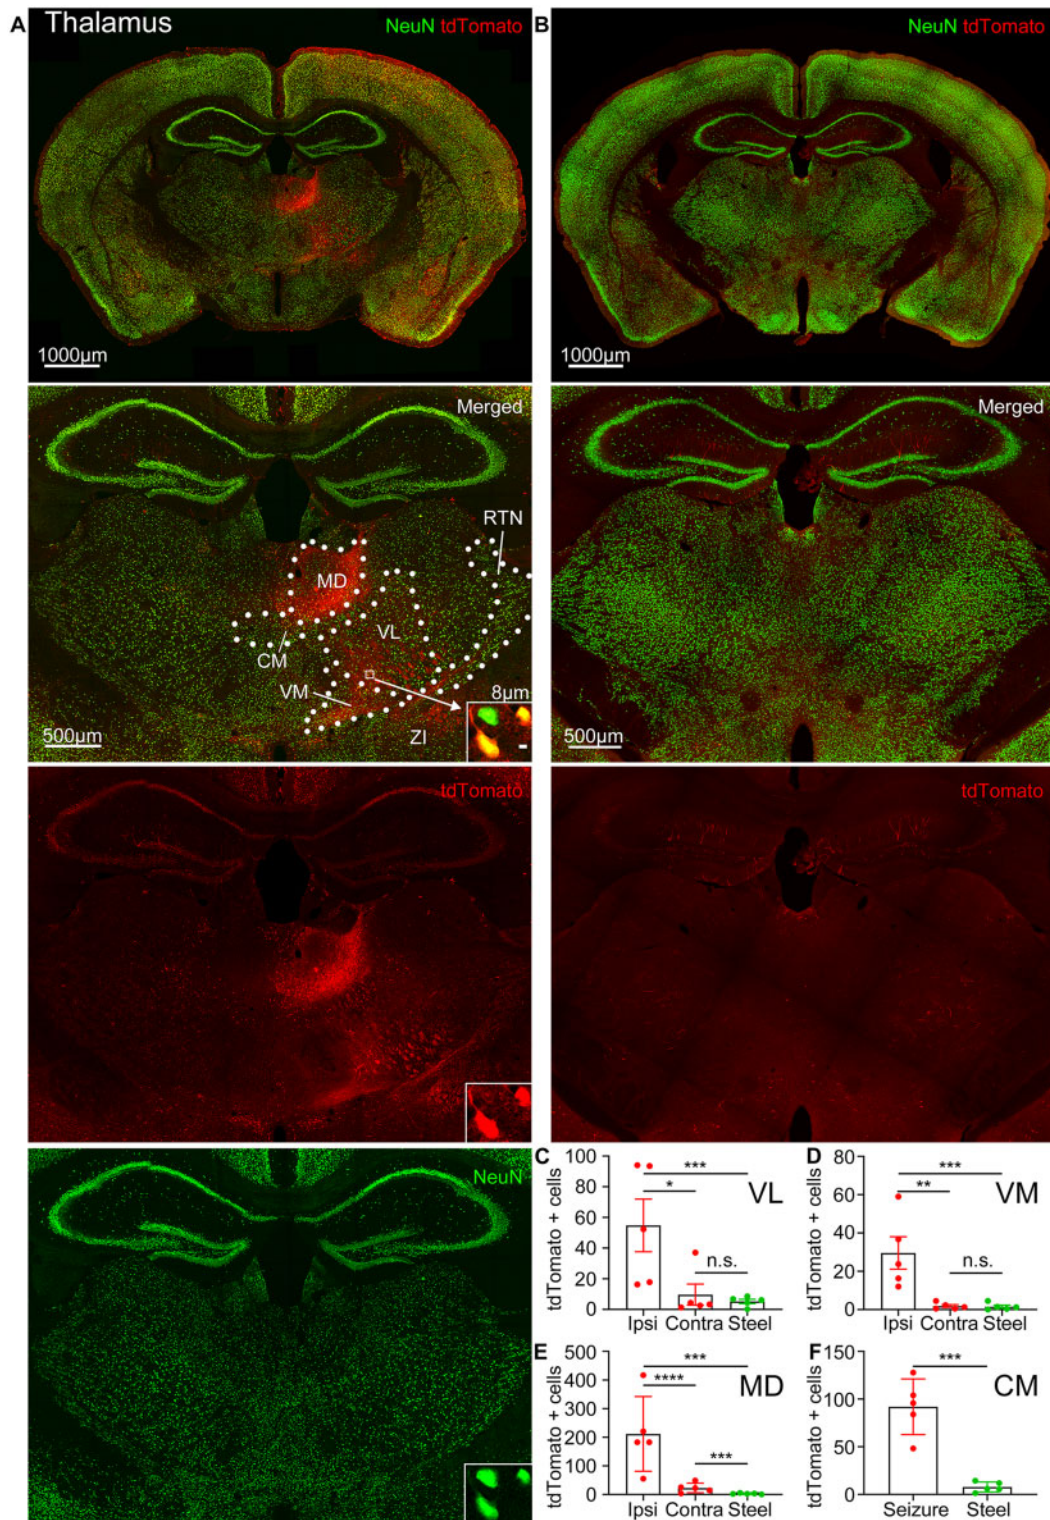 A Thalamus NeuN tdTomato
1000µm
B NeuN tdTomato
1000µm
Merged
RTN
MD
VL
CM
VM
8µm
ZI
500µm
Merged
tdTomato
tdTomato
NeuN
C
tdTomato + cells
100
80
60
40
20
0
***
*
n.s.
VL
Ipsi Contra Steel
D
tdTomato + cells
80
60
40
20
0
***
**
n.s.
VM
Ipsi Contra Steel
E
tdTomato + cells
500
400
300
200
100
0
***
****
***
MD
Ipsi Contra Steel
F
tdTomato + cells
150
100
50
0
***
CM
Seizure Steel